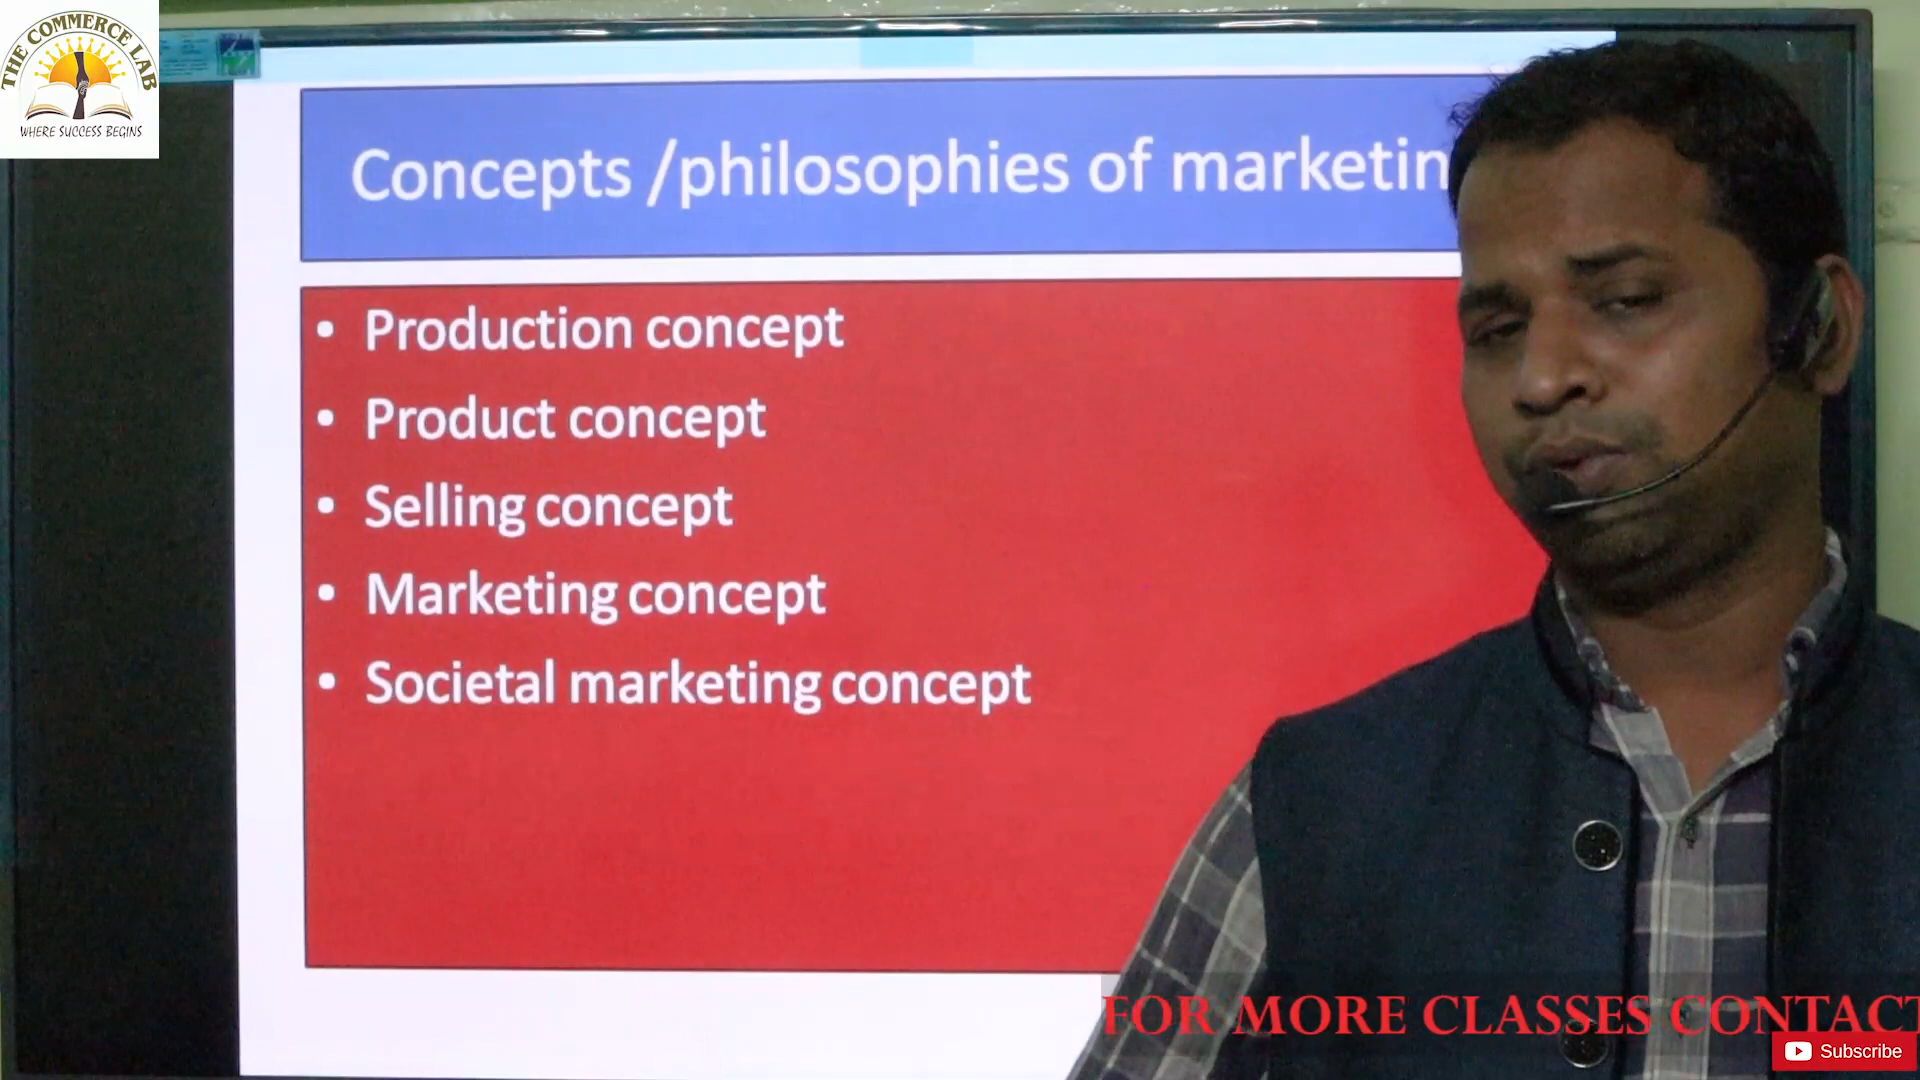 THE COMMERCE LAB
WHERE SUCCESS BEGINS
Concepts /philosophies of marketin
• Production concept
• Product concept
• Selling concept
• Marketing concept
• Societal marketing concept
FOR MORE CLASSES CONTACT
Subscribe